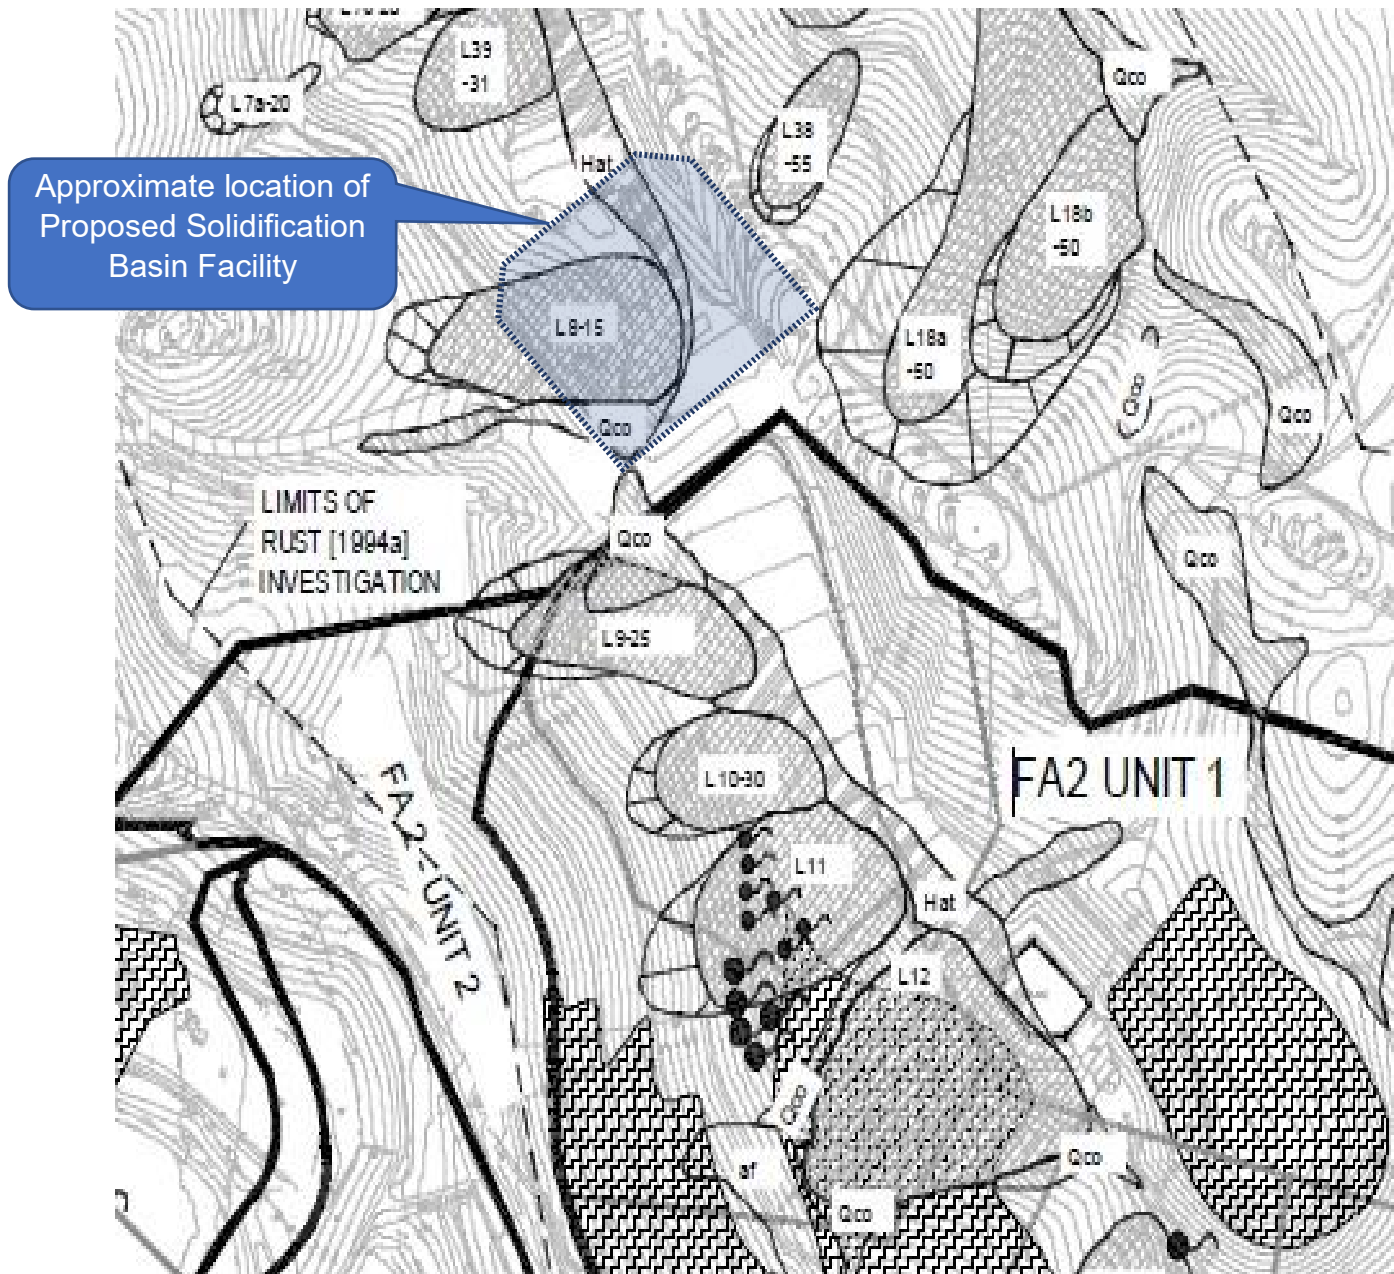 L39
-31
Qco
L7a-20
L38
-55
Hat
Approximate location of
Proposed Solidification
Basin Facility
L18b
-50
L8-15
L18a
Qco
Qco
LIMITS OF
RUST [1994a]
INVESTIGATION
Qco
Qco
L9-25
L10-30
FA2 UNIT 1
FA2 < UNIT 2
L11
Hat
L12
Qco
af
Qco
Qco